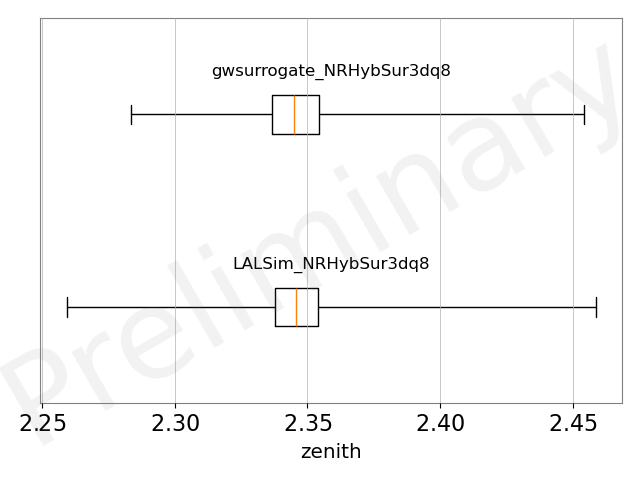 gwsurrogate_NRHybSur3dq8
Preliminary
LALSim_NRHybSur3dq8
2.25 2.30 2.35 2.40 2.45
zenith